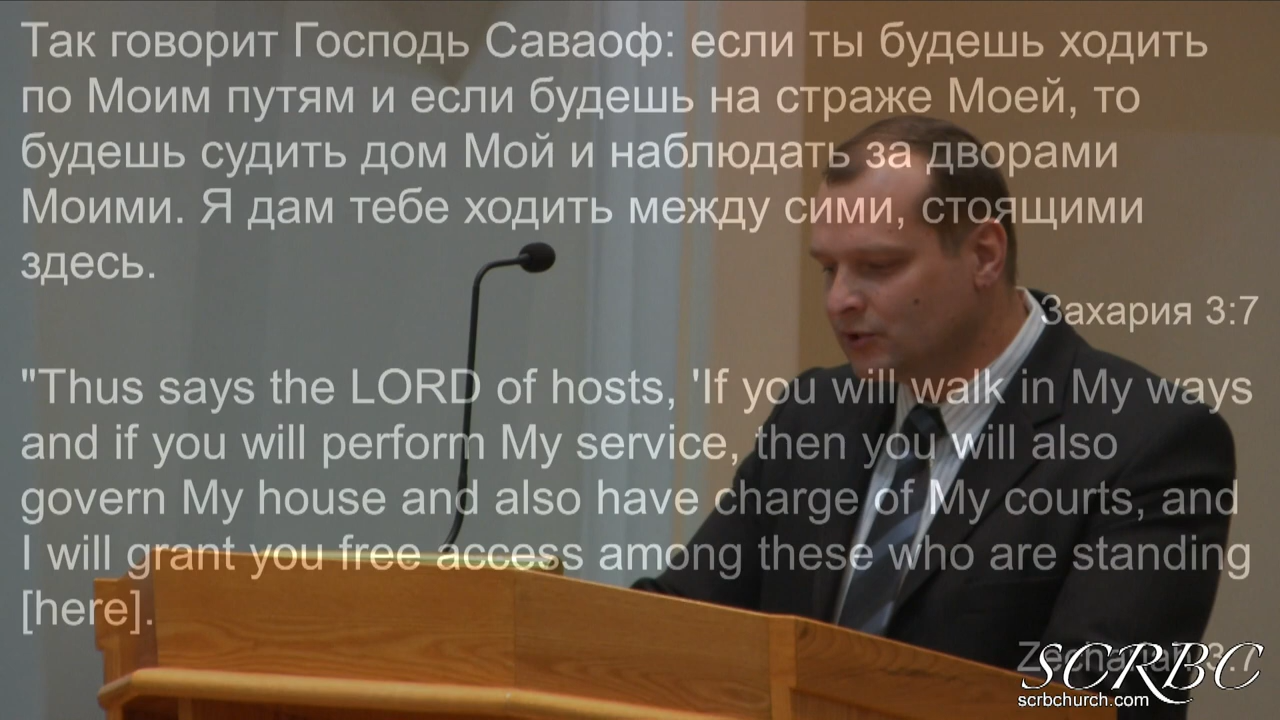 Так говорит Господь Саваоф: если ты будешь ходить
по Моим путям и если будешь на страже Моей, то
будешь судить дом Мой и наблюдать за дворами
Моими. Я дам тебе ходить между сими, стоящими
здесь.
Захария 3:7
"Thus says the LORD of hosts, 'If you will walk in My ways
and if you will perform My service, then you will also
govern My house and also have charge of My courts, and
I will grant you free access among these who are standing
[here].
Zechariah 3:7
SCRBC
scrbchurch.com